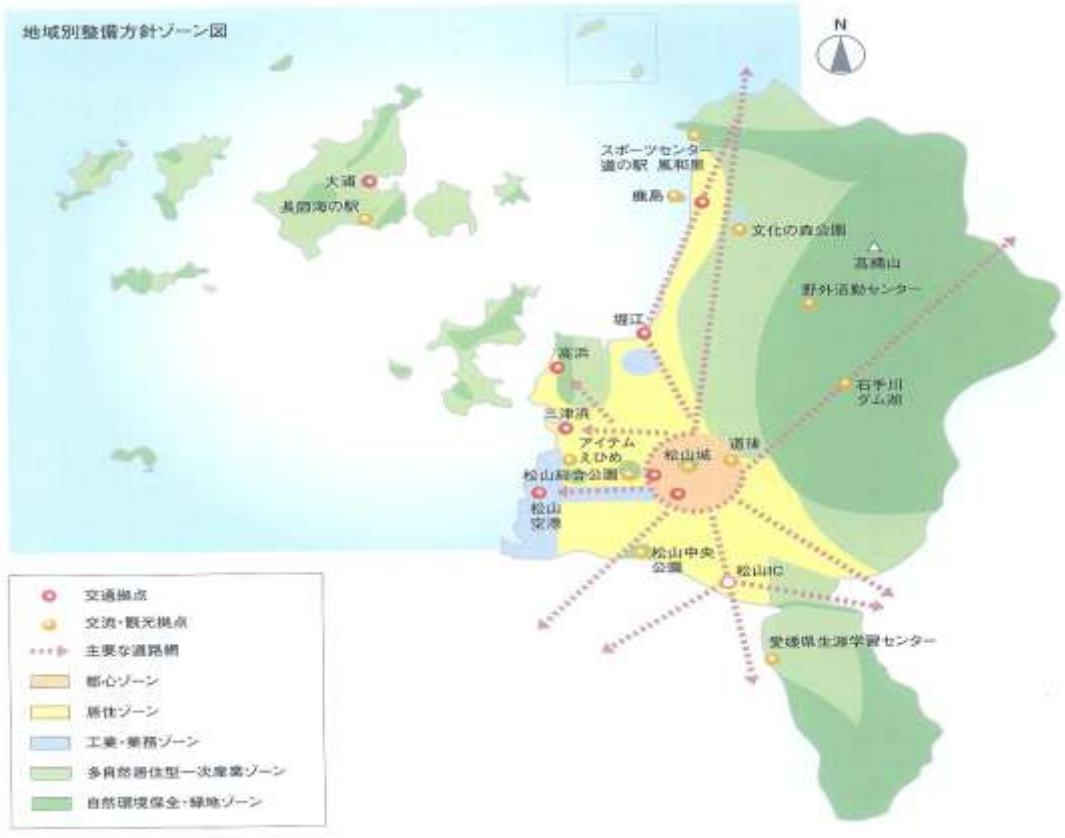 地域別整備方針ゾーン図
N
スポーツセンター
道の駅 風和里
大浦
鹿島
長師海の駅
文化の森公園
高縄山
野外活動センター
堀江
高浜
石手川
ダム湖
三津浜
アイテム
えひめ
松山城
道後
松山総合公園
松山
空港
松山中央
公園
松山IC
愛媛県生涯学習センター
交通拠点
交流・観光拠点
主要な道路網
都心ゾーン
居住ゾーン
工業・業務ゾーン
多自然居住型一次産業ゾーン
自然環境保全・緑地ゾーン